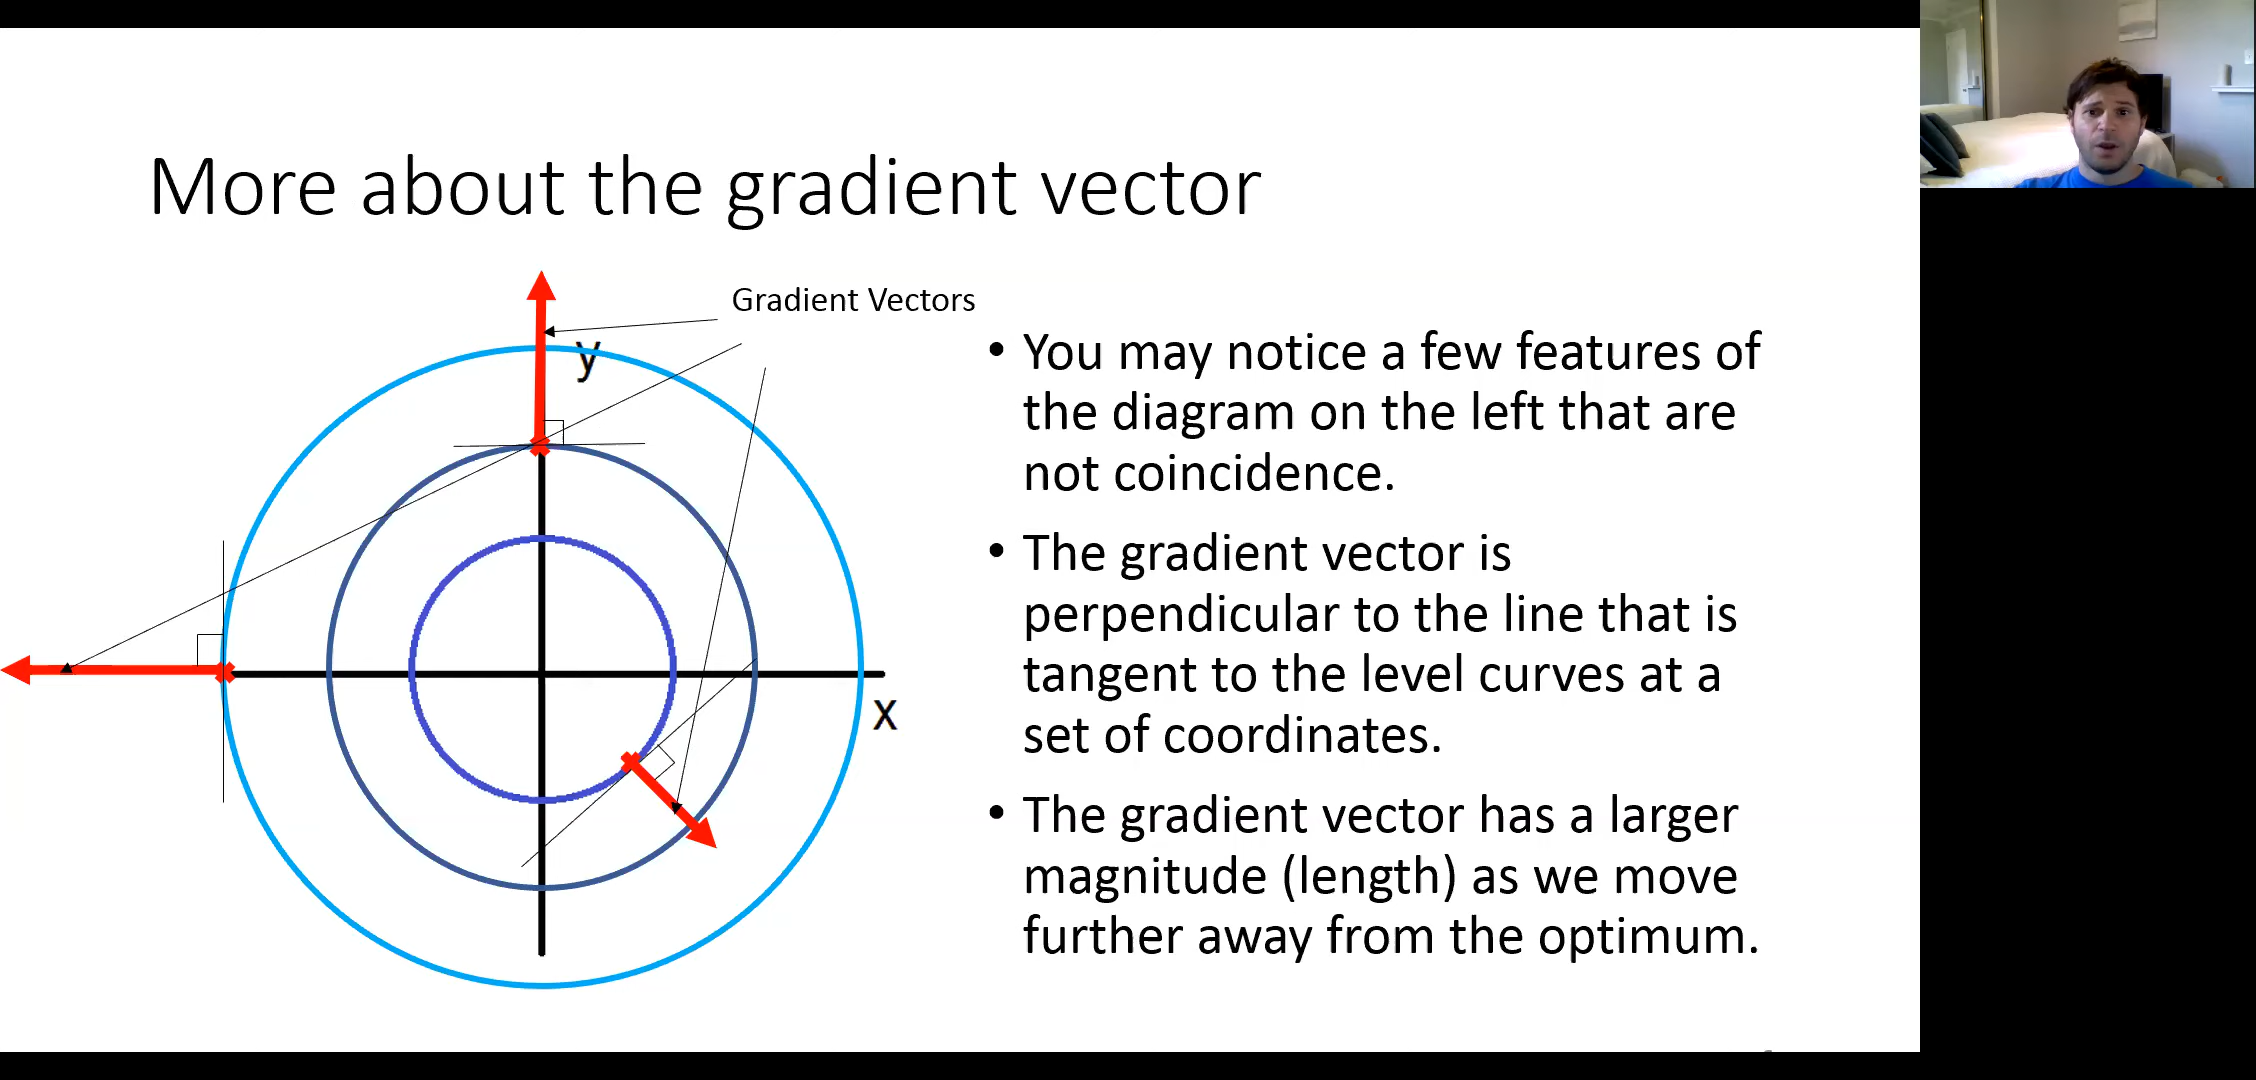 More about the gradient vector
Gradient Vectors
y
x
• You may notice a few features of
the diagram on the left that are
not coincidence.
• The gradient vector is
perpendicular to the line that is
tangent to the level curves at a
set of coordinates.
• The gradient vector has a larger
magnitude (length) as we move
further away from the optimum.